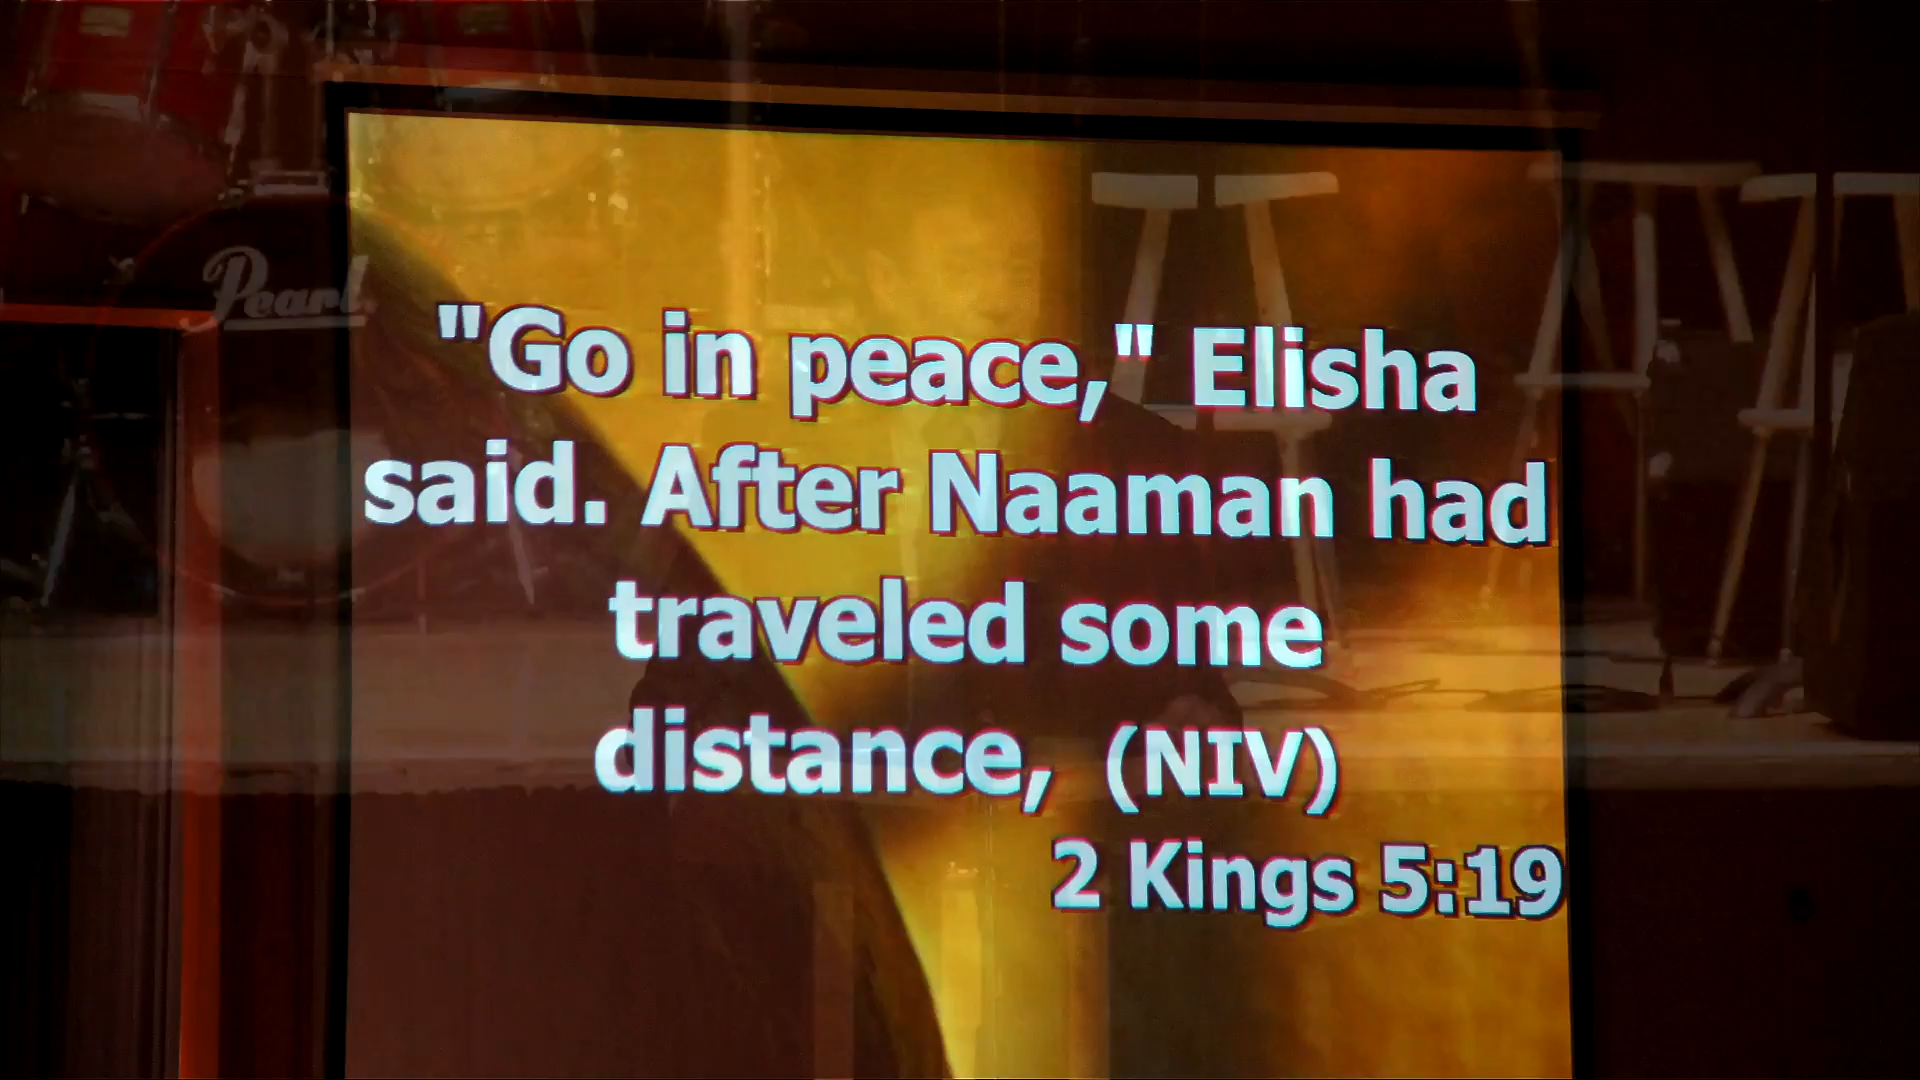 Pearl
"Go in peace," Elisha
said. After Naaman had
traveled some
distance, (NIV)
2 Kings 5:19